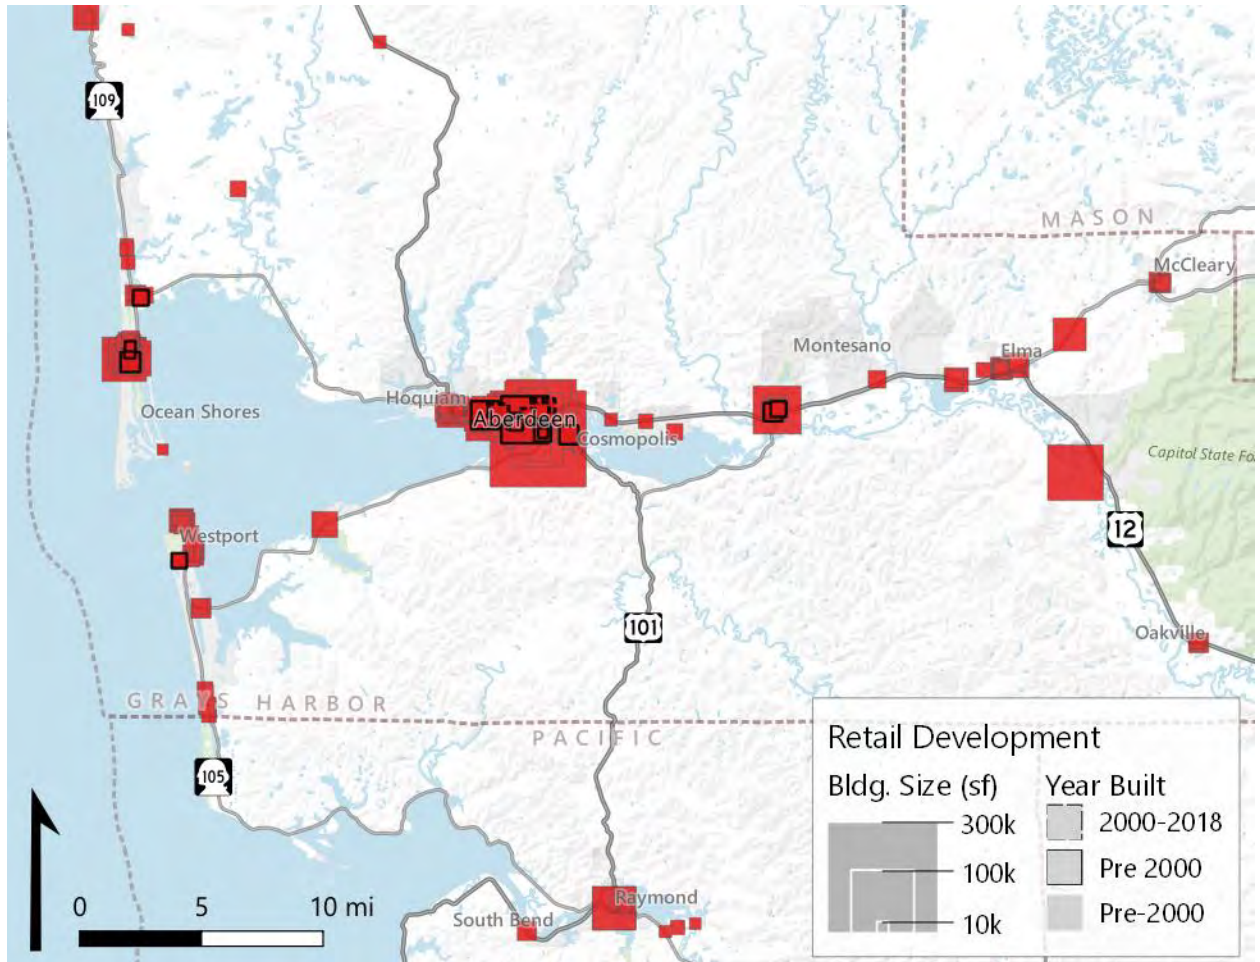 109
MASON
McCleary
Montesano
Elma
Hoquiam
Aberdeen
Ocean Shores
Cosmopolis
Capitol State Fo
Westport
12
101
Oakville
GRAYS HARBOR
PACIFIC
105
Raymond
South Bend
0 5 10 mi
Retail Development
Bldg. Size (sf)
300k
100k
10k
Year Built
2000-2018
Pre 2000
Pre-2000